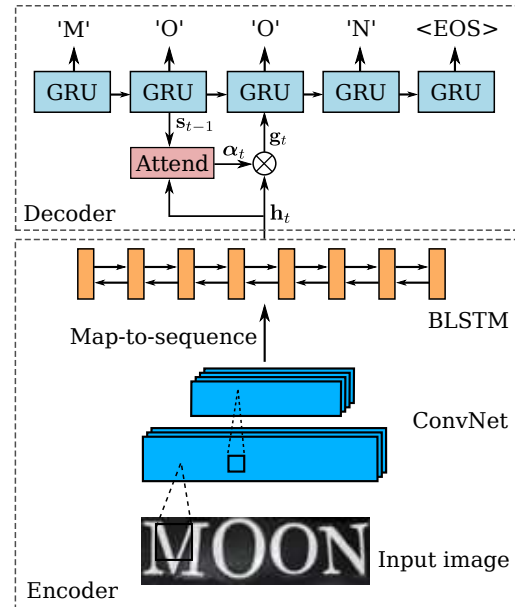 'M' 'O' 'O' 'N' <EOS>
GRU GRU GRU GRU GRU
s_{t−1} g_t
Attend α_t
Decoder h_t
BLSTM
Map-to-sequence
ConvNet
MOON
Input image
Encoder